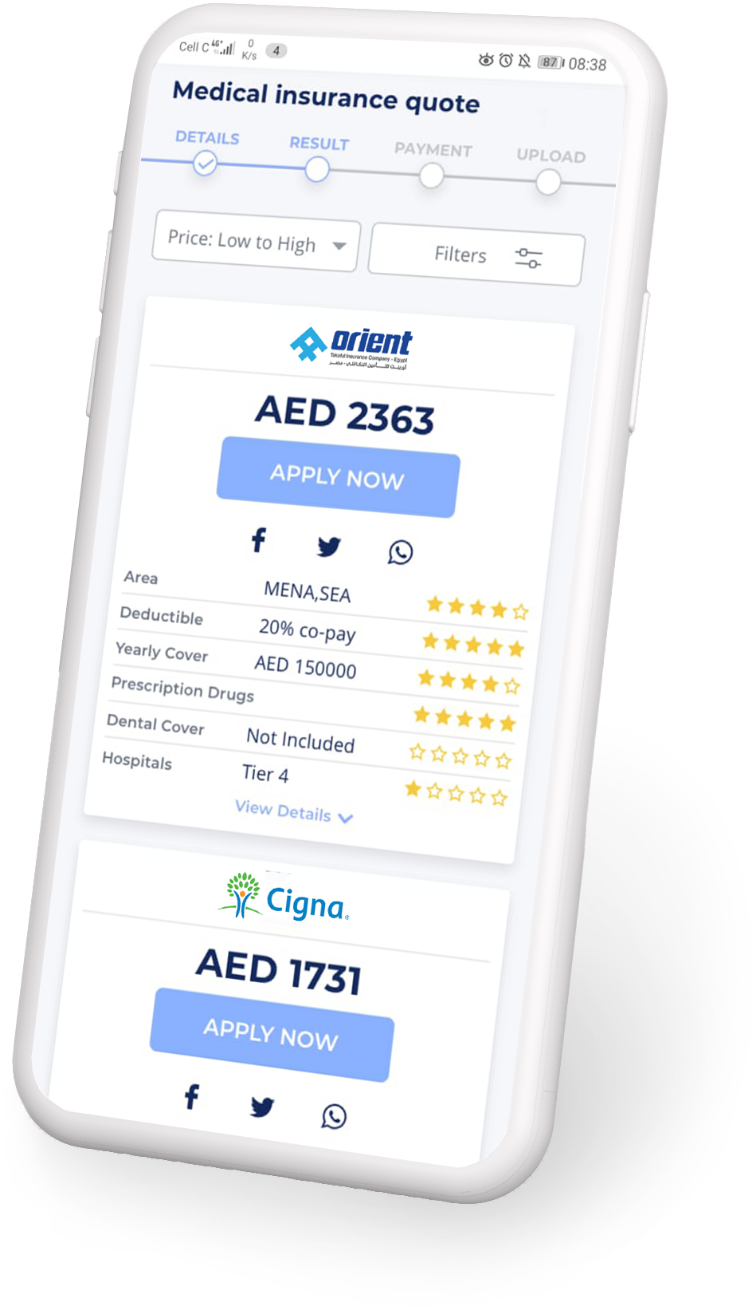 Cell C 4G+ 0 K/s 4 87 08:38
Medical insurance quote
DETAILS RESULT PAYMENT UPLOAD
Price: Low to High Filters
orient
Takaful Insurance Company - Egypt
أورينت للتأمين التكافلي - مصر
AED 2363
APPLY NOW
Area MENA,SEA
Deductible 20% co-pay
Yearly Cover AED 150000
Prescription Drugs
Dental Cover Not Included
Hospitals Tier 4
View Details
Cigna
AED 1731
APPLY NOW